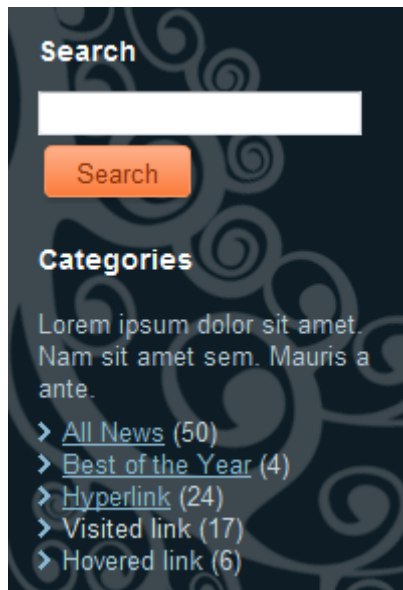 Search
Search
Categories
Lorem ipsum dolor sit amet.
Nam sit amet sem. Mauris a
ante.
All News (50)
Best of the Year (4)
Hyperlink (24)
Visited link (17)
Hovered link (6)